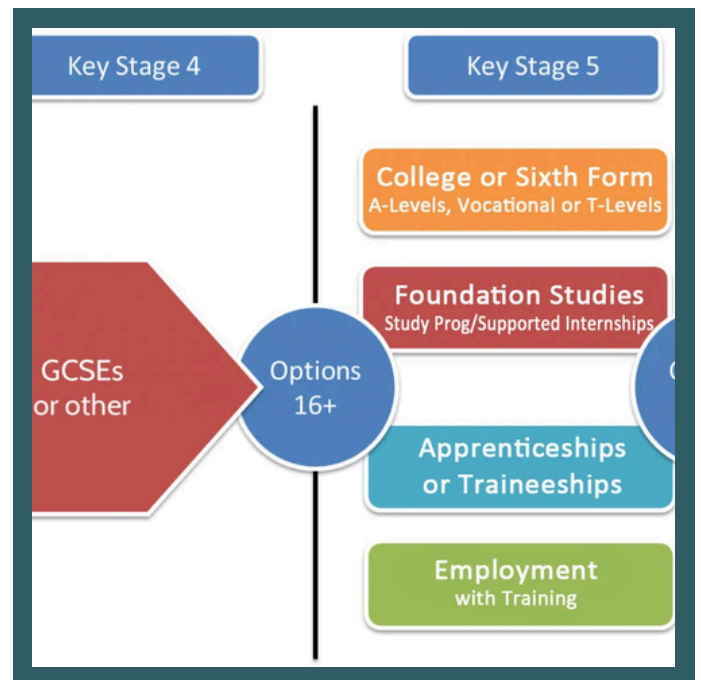 Key Stage 4
Key Stage 5
College or Sixth Form
A-Levels, Vocational or T-Levels
Foundation Studies
Study Prog/Supported Internships
GCSEs
or other
Options
16+
Apprenticeships
or Traineeships
Employment
with Training